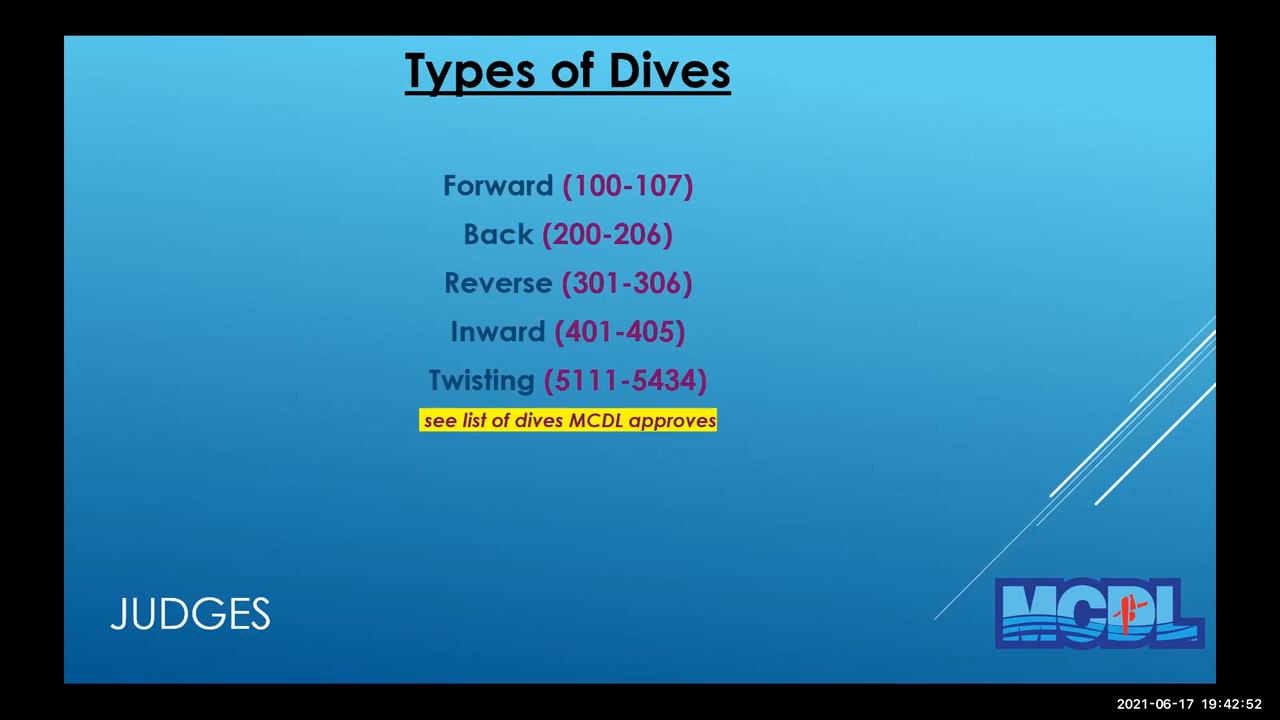 Types of Dives
Forward (100-107)
Back (200-206)
Reverse (301-306)
Inward (401-405)
Twisting (5111-5434)
see list of dives MCDL approves
JUDGES
MCDL
2021-06-17 19:42:52